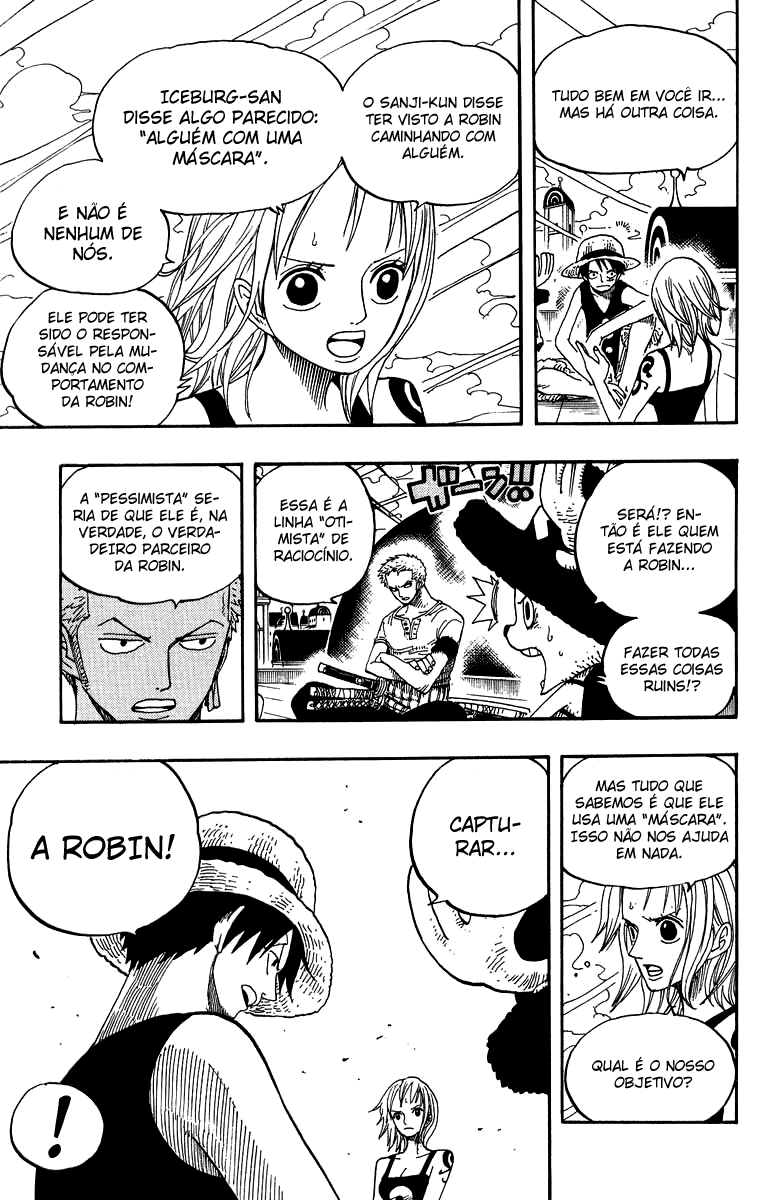 TUDO BEM EM VOCÊ IR...
MAS HÁ OUTRA COISA.
O SANJI-KUN DISSE
TER VISTO A ROBIN
CAMINHANDO COM
ALGUÉM.
ICEBURG-SAN
DISSE ALGO PARECIDO:
"ALGUÉM COM UMA
MÁSCARA".
E NÃO É
NENHUM DE
NÓS.
ELE PODE TER
SIDO O RESPON-
SÁVEL PELA MU-
DANÇA NO COM-
PORTAMENTO
DA ROBIN!
SERÁ!? EN-
TÃO É ELE QUEM
ESTÁ FAZENDO
A ROBIN...
FAZER TODAS
ESSAS COISAS
RUINS!?
ESSA É A
LINHA "OTI-
MISTA" DE
RACIOCÍNIO.
A "PESSIMISTA" SE-
RIA DE QUE ELE É, NA
VERDADE, O VERDA-
DEIRO PARCEIRO
DA ROBIN.
MAS TUDO QUE
SABEMOS É QUE ELE
USA UMA "MÁSCARA".
ISSO NÃO NOS AJUDA
EM NADA.
QUAL É O NOSSO
OBJETIVO?
CAPTU-
RAR...
A ROBIN!
!